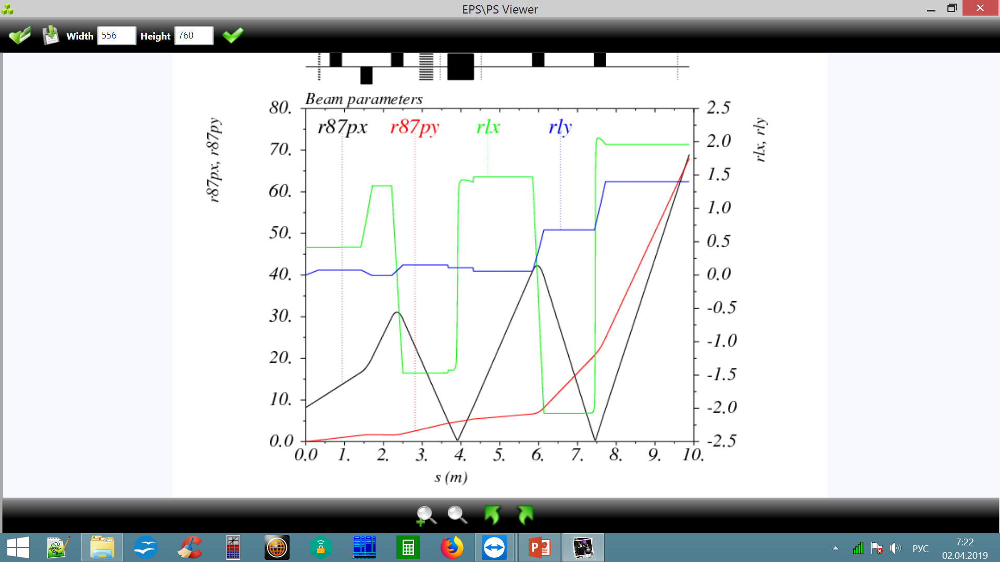 EPS\PS Viewer
Width 556 Height 760
Beam parameters
r87px r87py rlx rly
r87px, r87py
80.
70.
60.
50.
40.
30.
20.
10.
0.0
2.5
2.0
1.5
1.0
0.5
0.0
-0.5
-1.0
-1.5
-2.0
-2.5
rlx, rly
0.0 1. 2. 3. 4. 5. 6. 7. 8. 9. 10.
s (m)
РУС
7:22
02.04.2019